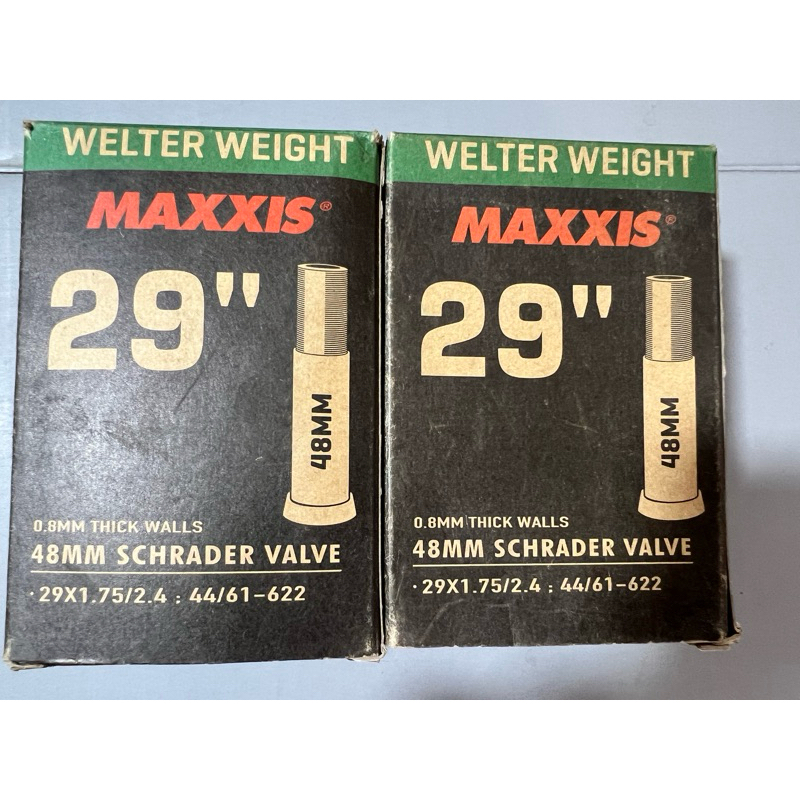 WELTER WEIGHT
MAXXIS®
29"
48MM
0.8MM THICK WALLS
48MM SCHRADER VALVE
·29X1.75/2.4 : 44/61-622
WELTER WEIGHT
MAXXIS®
29"
48MM
0.8MM THICK WALLS
48MM SCHRADER VALVE
·29X1.75/2.4 : 44/61-622